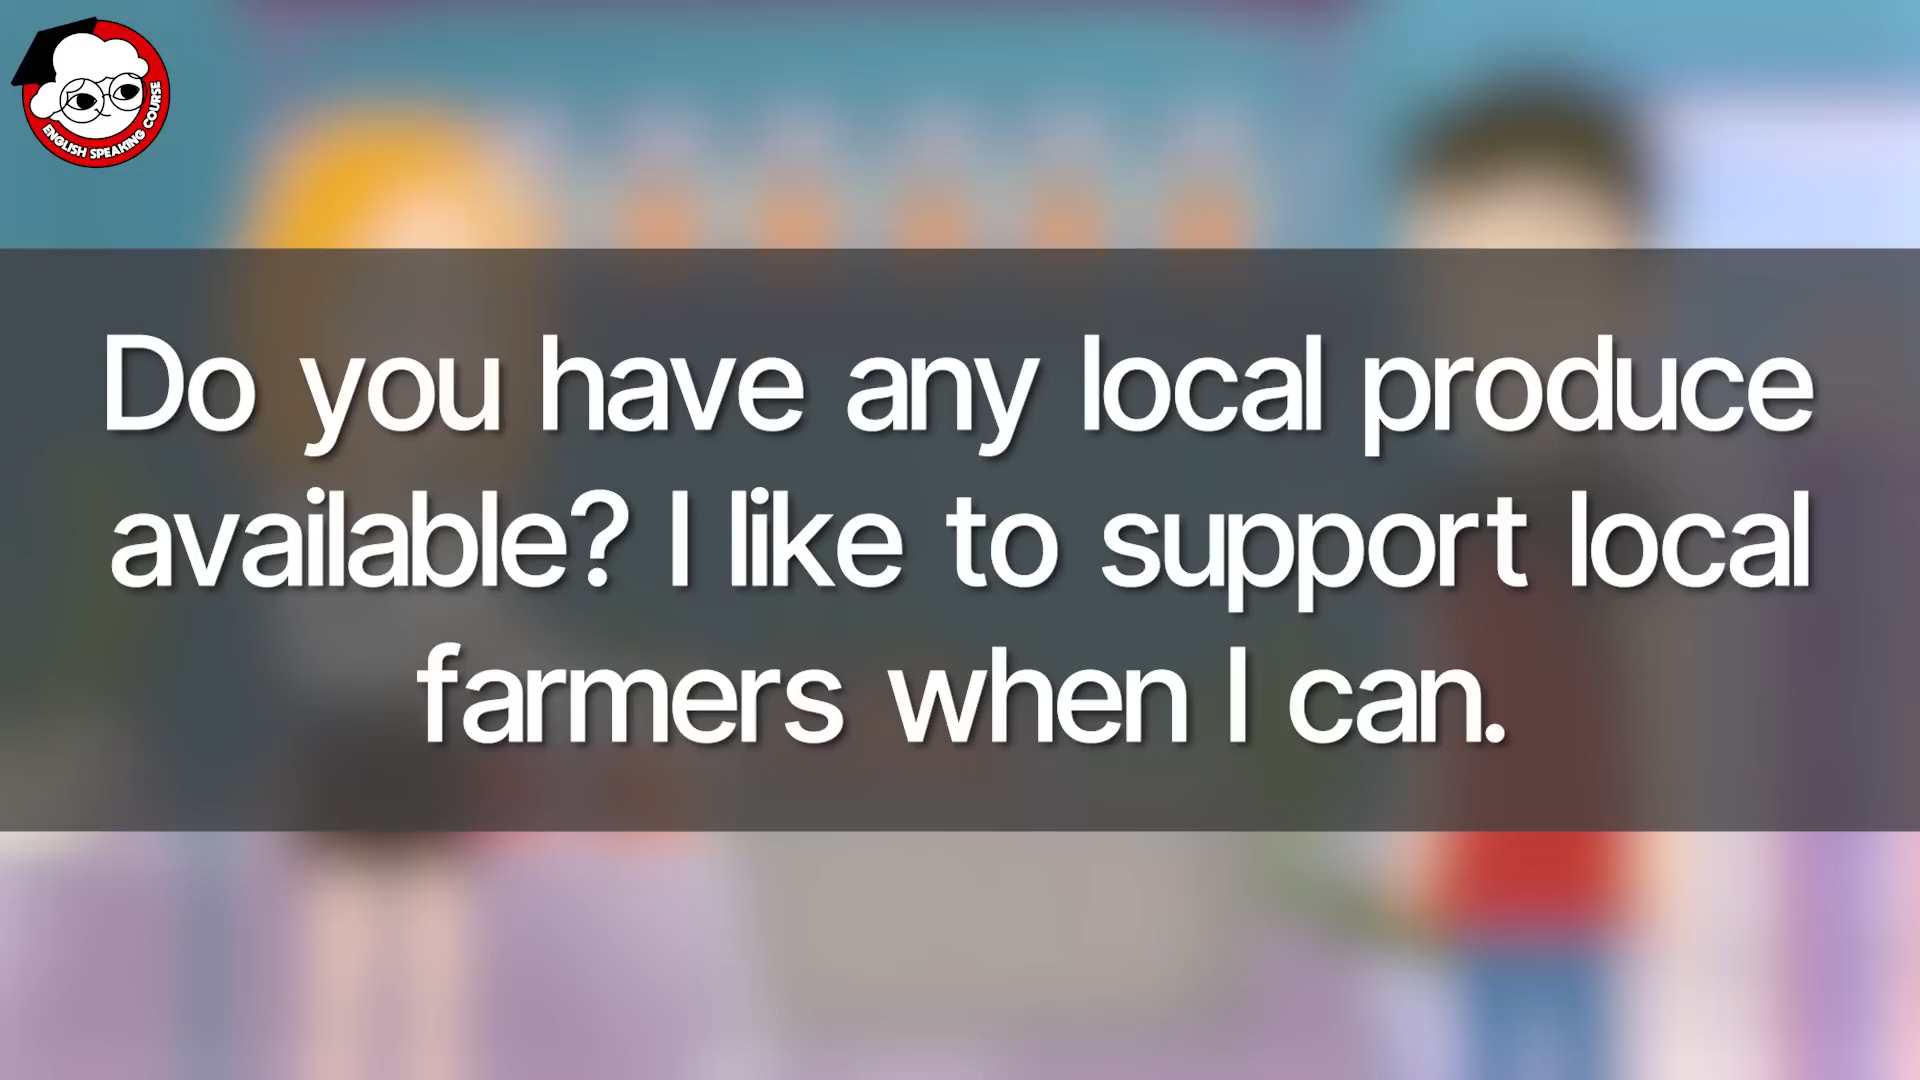 ENGLISH SPEAKING COURSE
Do you have any local produce
available? I like to support local
farmers when I can.